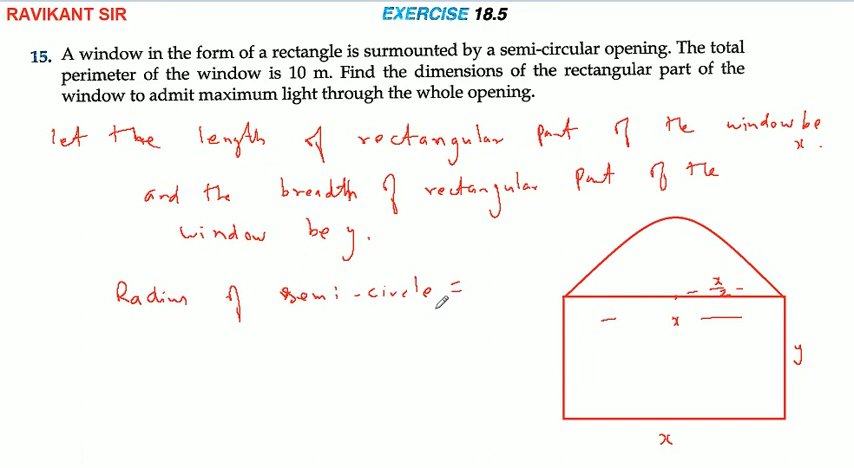 RAVIKANT SIR
EXERCISE 18.5
15. A window in the form of a rectangle is surmounted by a semi-circular opening. The total
perimeter of the window is 10 m. Find the dimensions of the rectangular part of the
window to admit maximum light through the whole opening.
let the length of rectangular part of the window be
x.
and the breadth of rectangular part of the
window be y.
Radius of semi-circle =
x/2
x
y
x